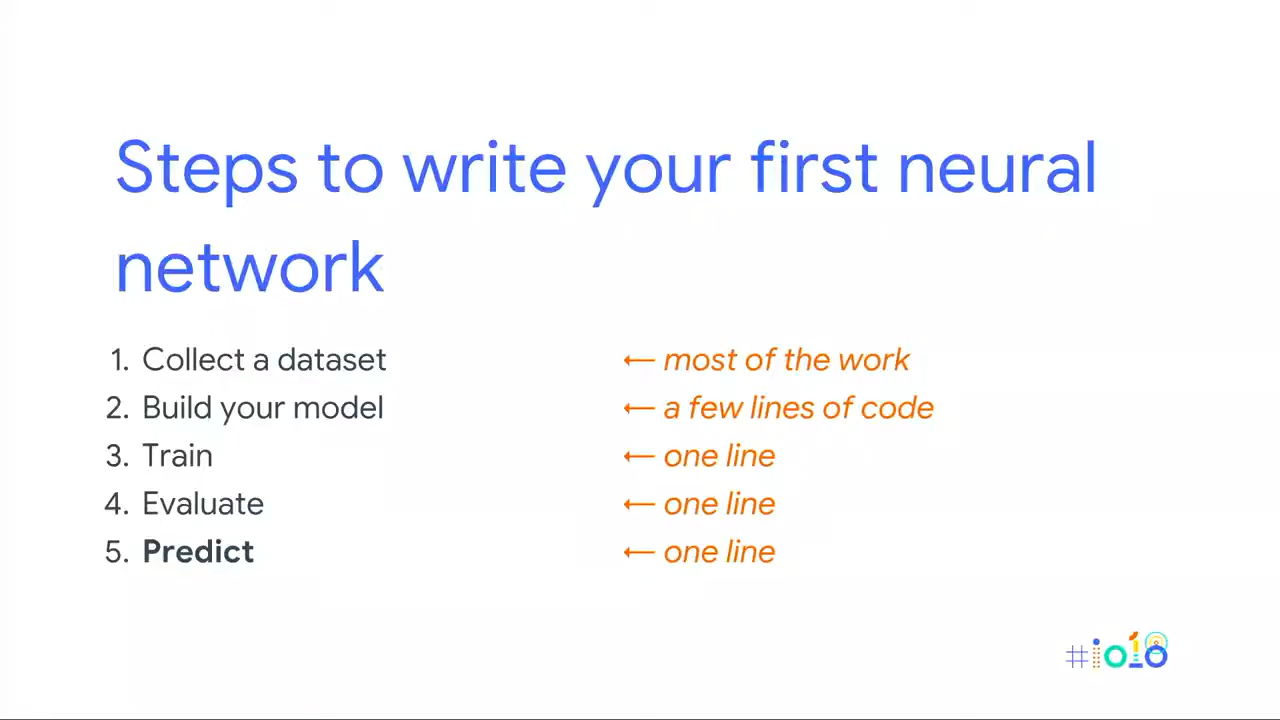 Steps to write your first neural
network
1. Collect a dataset ← most of the work
2. Build your model ← a few lines of code
3. Train ← one line
4. Evaluate ← one line
5. Predict ← one line
#io18